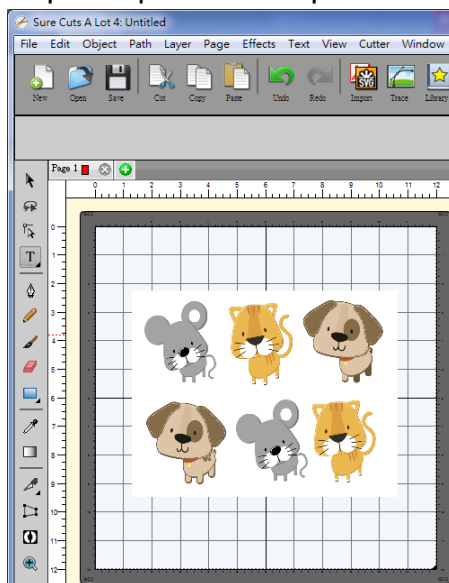 Sure Cuts A Lot 4: Untitled
File Edit Object Path Layer Page Effects Text View Cutter Window
New Open Save Cut Copy Paste Undo Redo Import Trace Library
SVG
Page 1
0 1 2 3 4 5 6 7 8 9 10 11 12
T
0
1
2
3
4
5
6
7
8
9
10
11
12